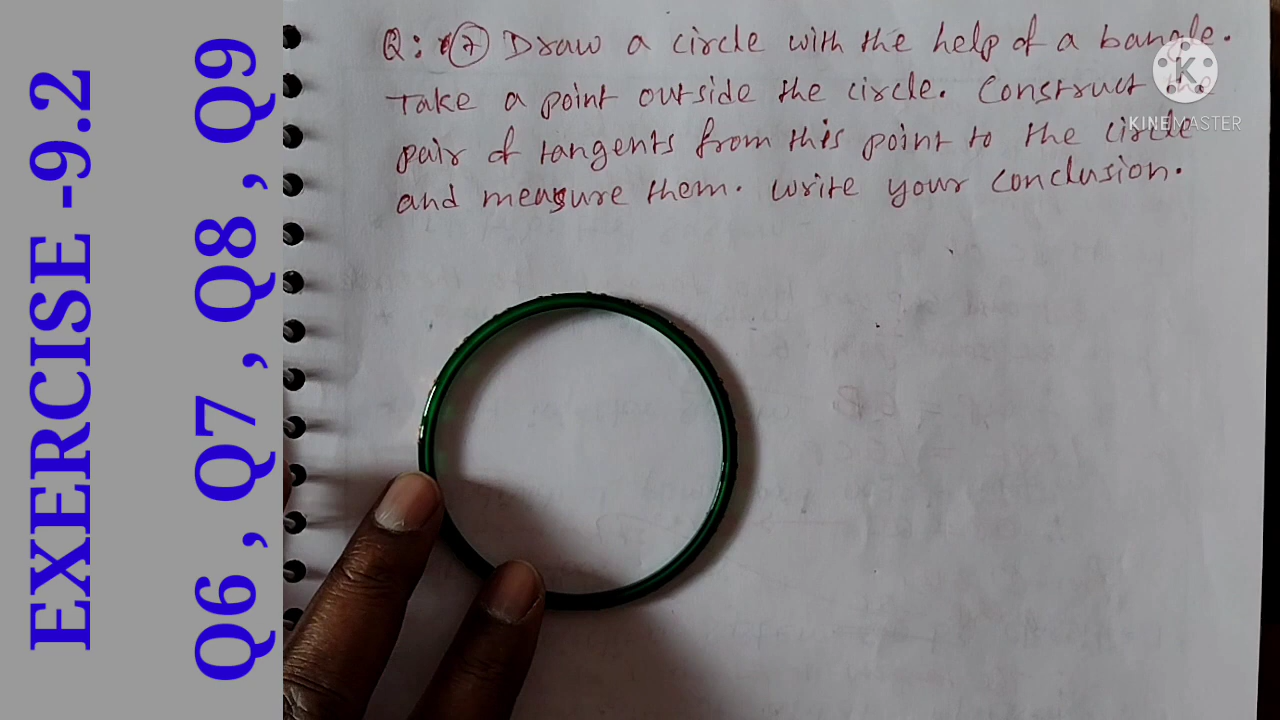 EXERCISE -9.2
Q6 , Q7 , Q8 , Q9
Q: 7 Draw a circle with the help of a bangle.
Take a point outside the circle. Construct the
pair of tangents from this point to the circle
and measure them. Write your conclusion.
K
KINEMASTER